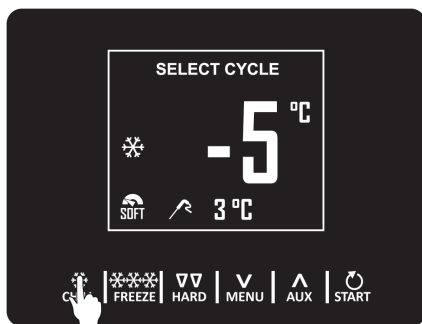 SELECT CYCLE
-5 °C
SOFT 3 °C
FREEZE HARD MENU AUX START